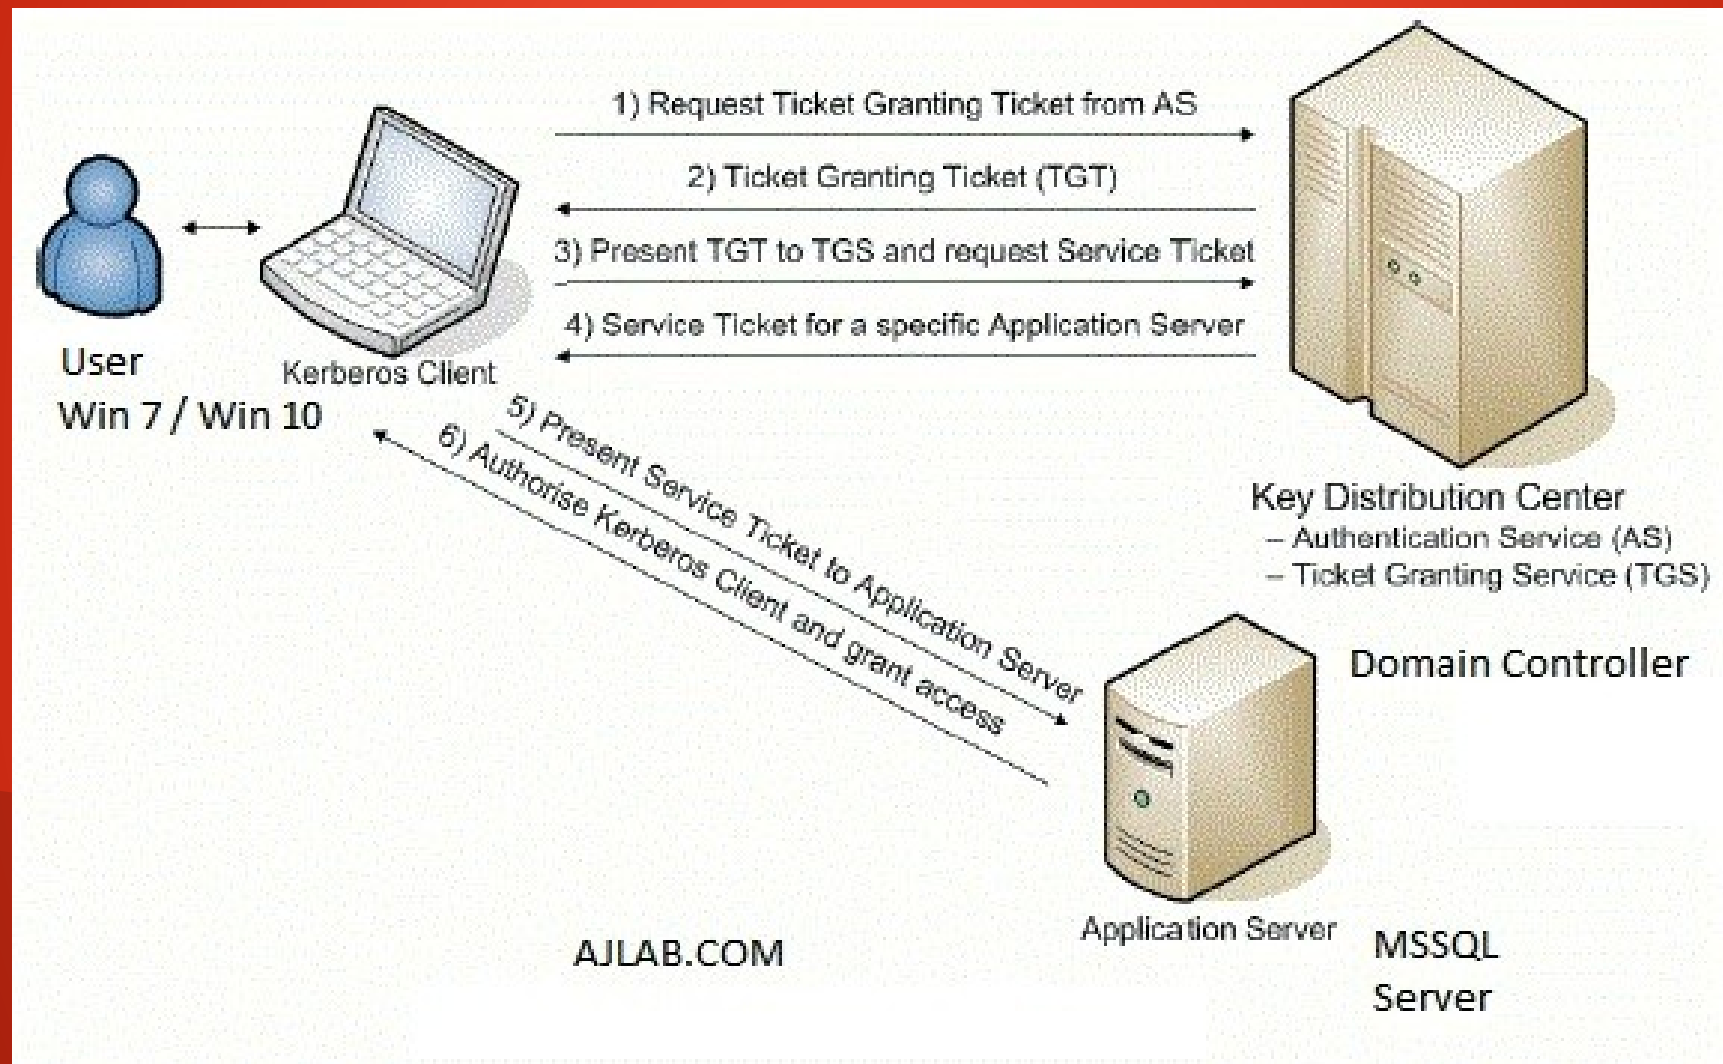 1) Request Ticket Granting Ticket from AS
2) Ticket Granting Ticket (TGT)
3) Present TGT to TGS and request Service Ticket
4) Service Ticket for a specific Application Server
User
Kerberos Client
Win 7 / Win 10
5) Present Service Ticket to Application Server
6) Authorise Kerberos Client and grant access
Key Distribution Center
– Authentication Service (AS)
– Ticket Granting Service (TGS)
Domain Controller
Application Server
MSSQL
Server
AJLAB.COM